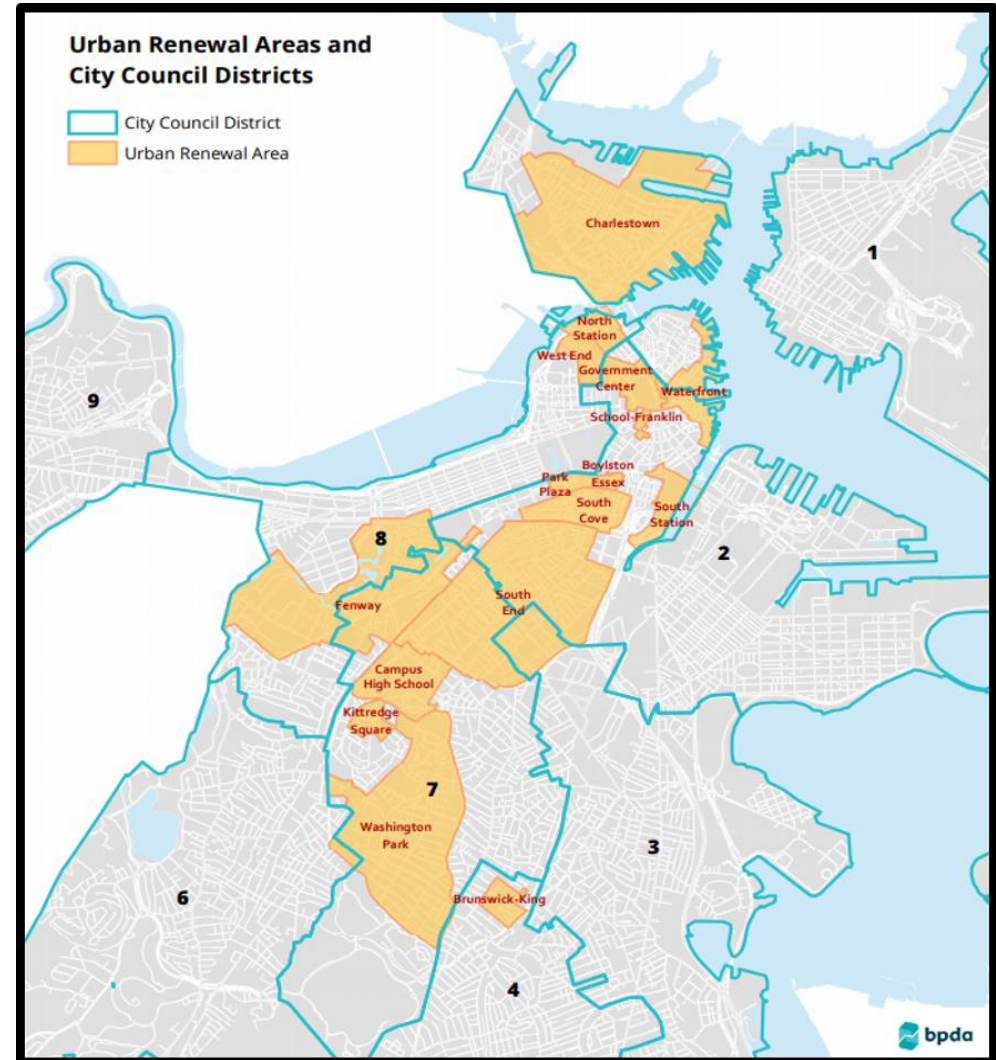 Urban Renewal Areas and
City Council Districts
City Council District
Urban Renewal Area
Charlestown
1
North
Station
West End
Government
Center
Waterfront
9
School-Franklin
Boylston
Essex
Park
Plaza
South
Cove
South
Station
8
2
Fenway
South
End
Campus
High School
Kittredge
Square
7
Washington
Park
3
6
Brunswick-King
4
bpda